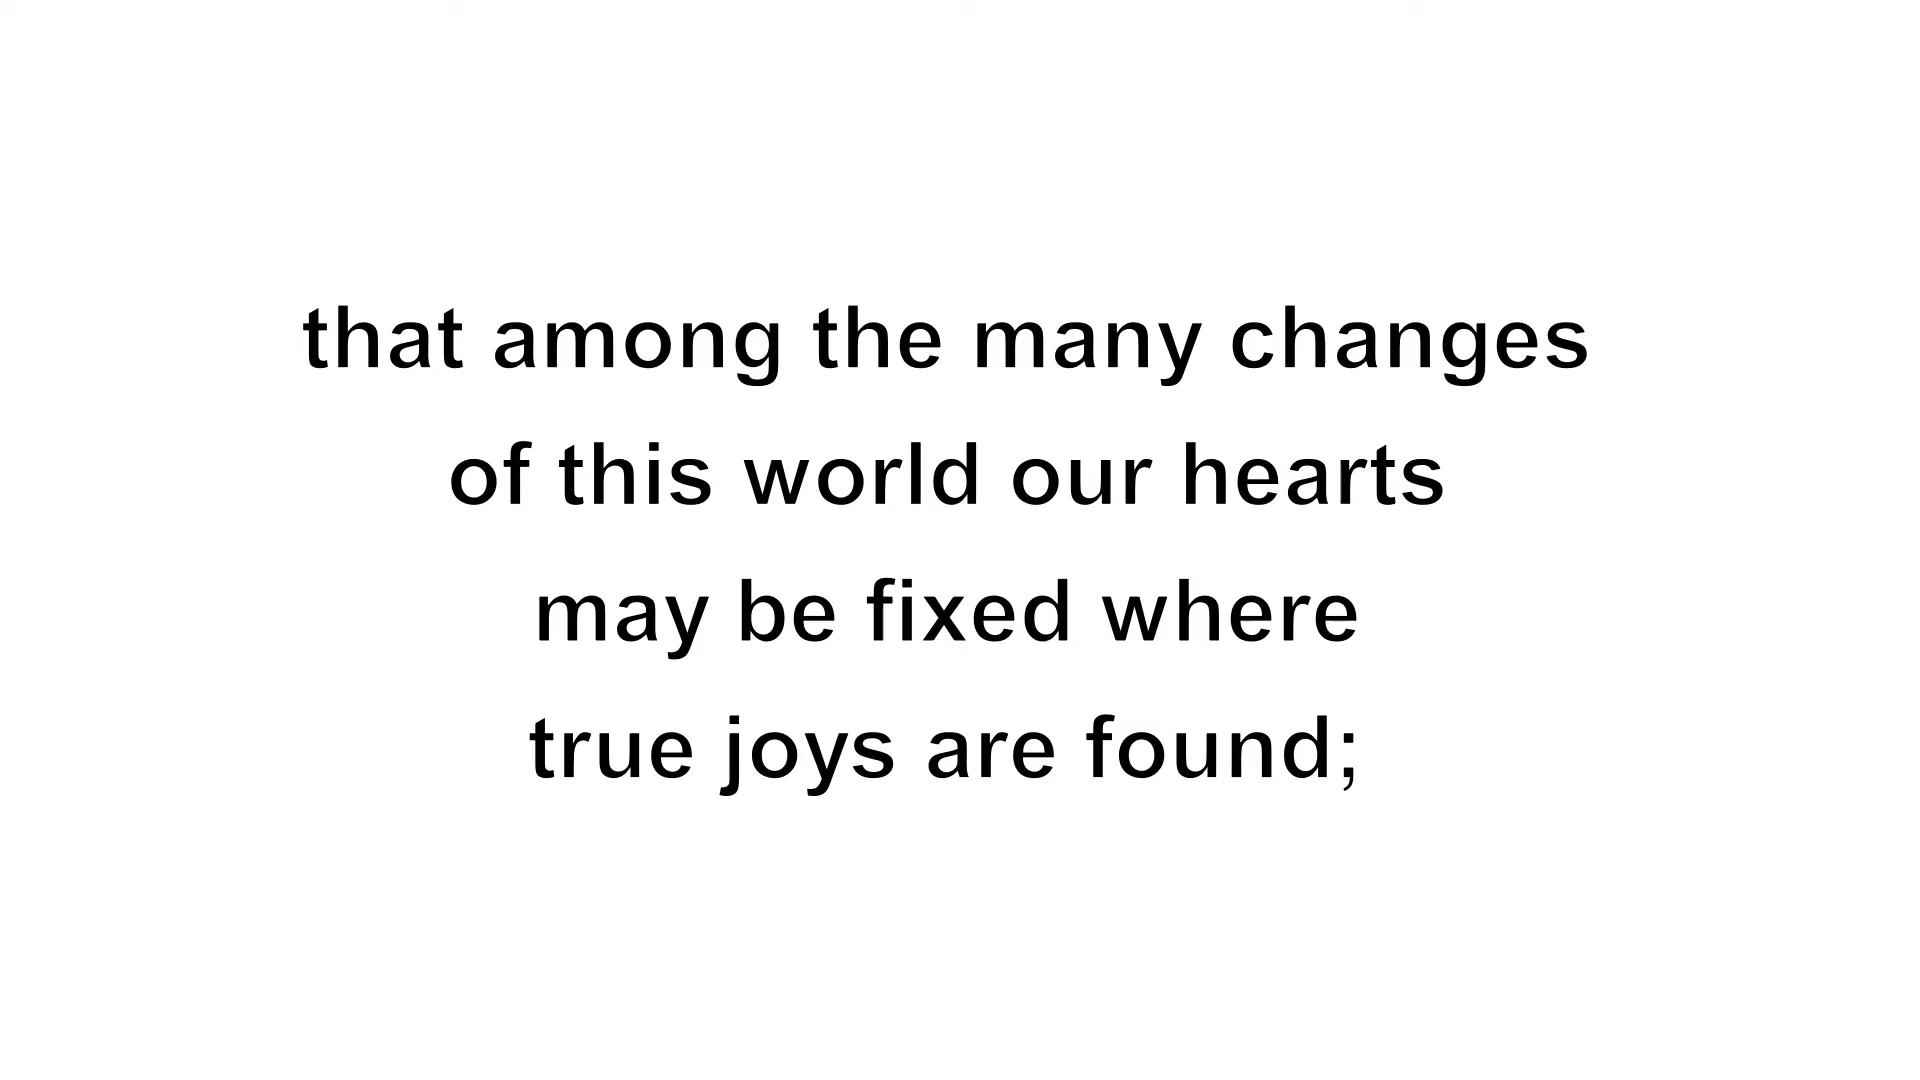 that among the many changes
of this world our hearts
may be fixed where
true joys are found;